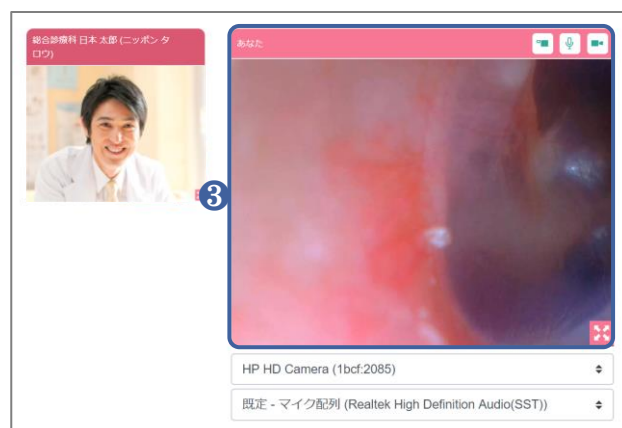 総合診療科 日本 太郎 (ニッポン タ
ロウ)
あなた
❸
HP HD Camera (1bcf:2085)
既定 - マイク配列 (Realtek High Definition Audio(SST))